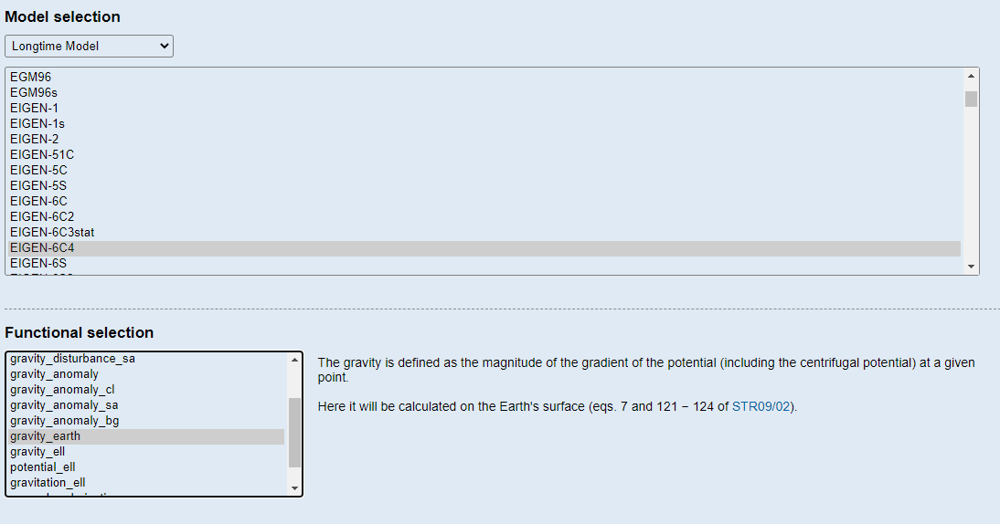 Model selection
Longtime Model
EGM96
EGM96s
EIGEN-1
EIGEN-1s
EIGEN-2
EIGEN-51C
EIGEN-5C
EIGEN-5S
EIGEN-6C
EIGEN-6C2
EIGEN-6C3stat
EIGEN-6C4
EIGEN-6S
Functional selection
gravity_disturbance_sa
gravity_anomaly
gravity_anomaly_cl
gravity_anomaly_sa
gravity_anomaly_bg
gravity_earth
gravity_ell
potential_ell
gravitation_ell
The gravity is defined as the magnitude of the gradient of the potential (including the centrifugal potential) at a given
point.
Here it will be calculated on the Earth's surface (eqs. 7 and 121 − 124 of STR09/02).